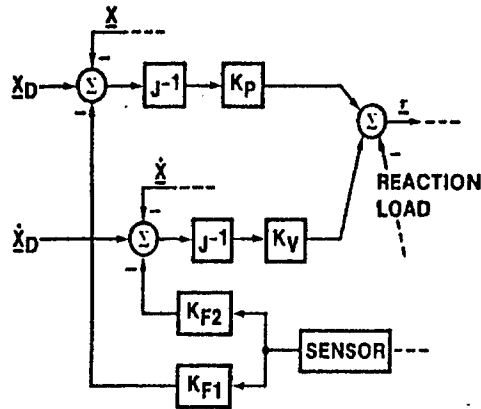 X
−
X_D Σ J⁻¹ K_P
−
Σ τ
−
REACTION
LOAD
Ẋ
−
Ẋ_D Σ J⁻¹ K_V
−
K_F2
SENSOR
K_F1